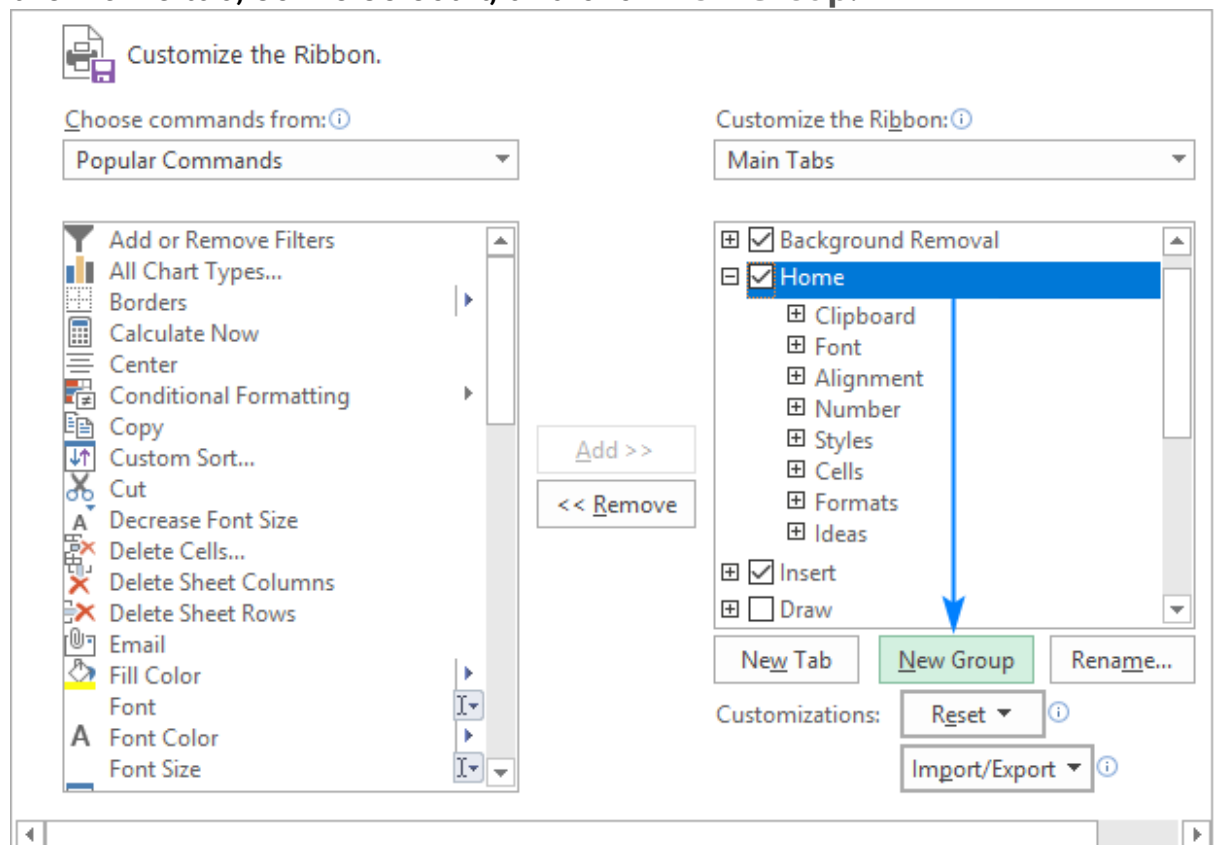 Customize the Ribbon.
Choose commands from:
Customize the Ribbon:
Popular Commands
Main Tabs
Add or Remove Filters
All Chart Types...
Borders
Calculate Now
Center
Conditional Formatting
Copy
Custom Sort...
Cut
Decrease Font Size
Delete Cells...
Delete Sheet Columns
Delete Sheet Rows
Email
Fill Color
Font
Font Color
Font Size
Add >>
<< Remove
Background Removal
Home
Clipboard
Font
Alignment
Number
Styles
Cells
Formats
Ideas
Insert
Draw
New Tab
New Group
Rename...
Customizations:
Reset
Import/Export